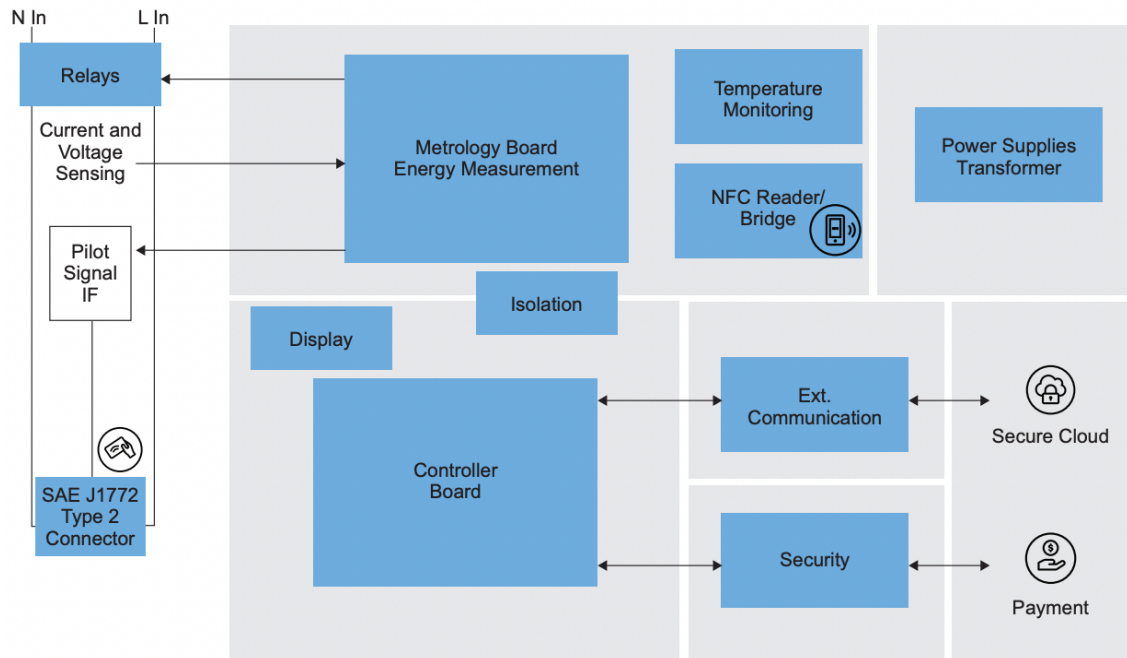 N In
L In
Relays
Current and
Voltage
Sensing
Pilot
Signal
IF
SAE J1772
Type 2
Connector
Metrology Board
Energy Measurement
Temperature
Monitoring
NFC Reader/
Bridge
Power Supplies
Transformer
Isolation
Display
Controller
Board
Ext.
Communication
Secure Cloud
Security
Payment